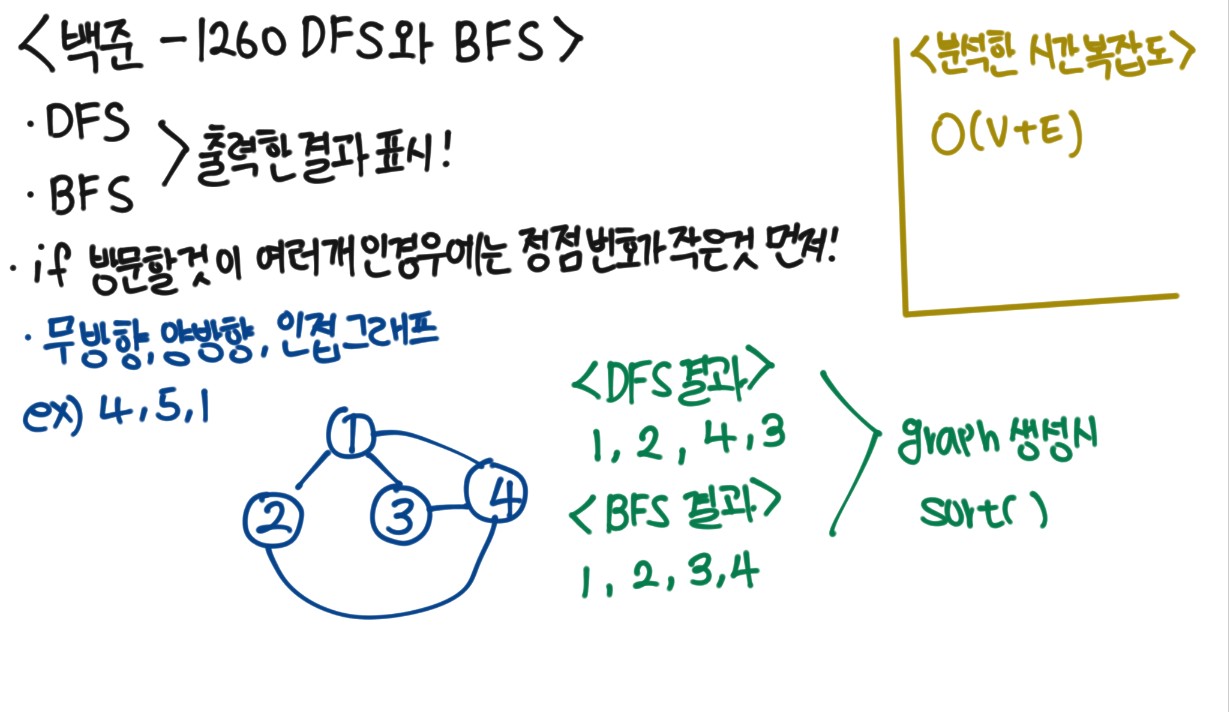 <백준 - 1260 DFS와 BFS>
· DFS
· BFS
> 출력한 결과 표시!
· if 방문할것이 여러개인경우에는 정점번호가 작은것 먼저!
· 무방향, 양방향, 인접그래프
ex) 4, 5, 1
1
2
3
4
<DFS 결과>
1, 2, 4, 3
<BFS 결과>
1, 2, 3, 4
graph 생성시
sort( )
<분석한 시간복잡도>
O(V+E)